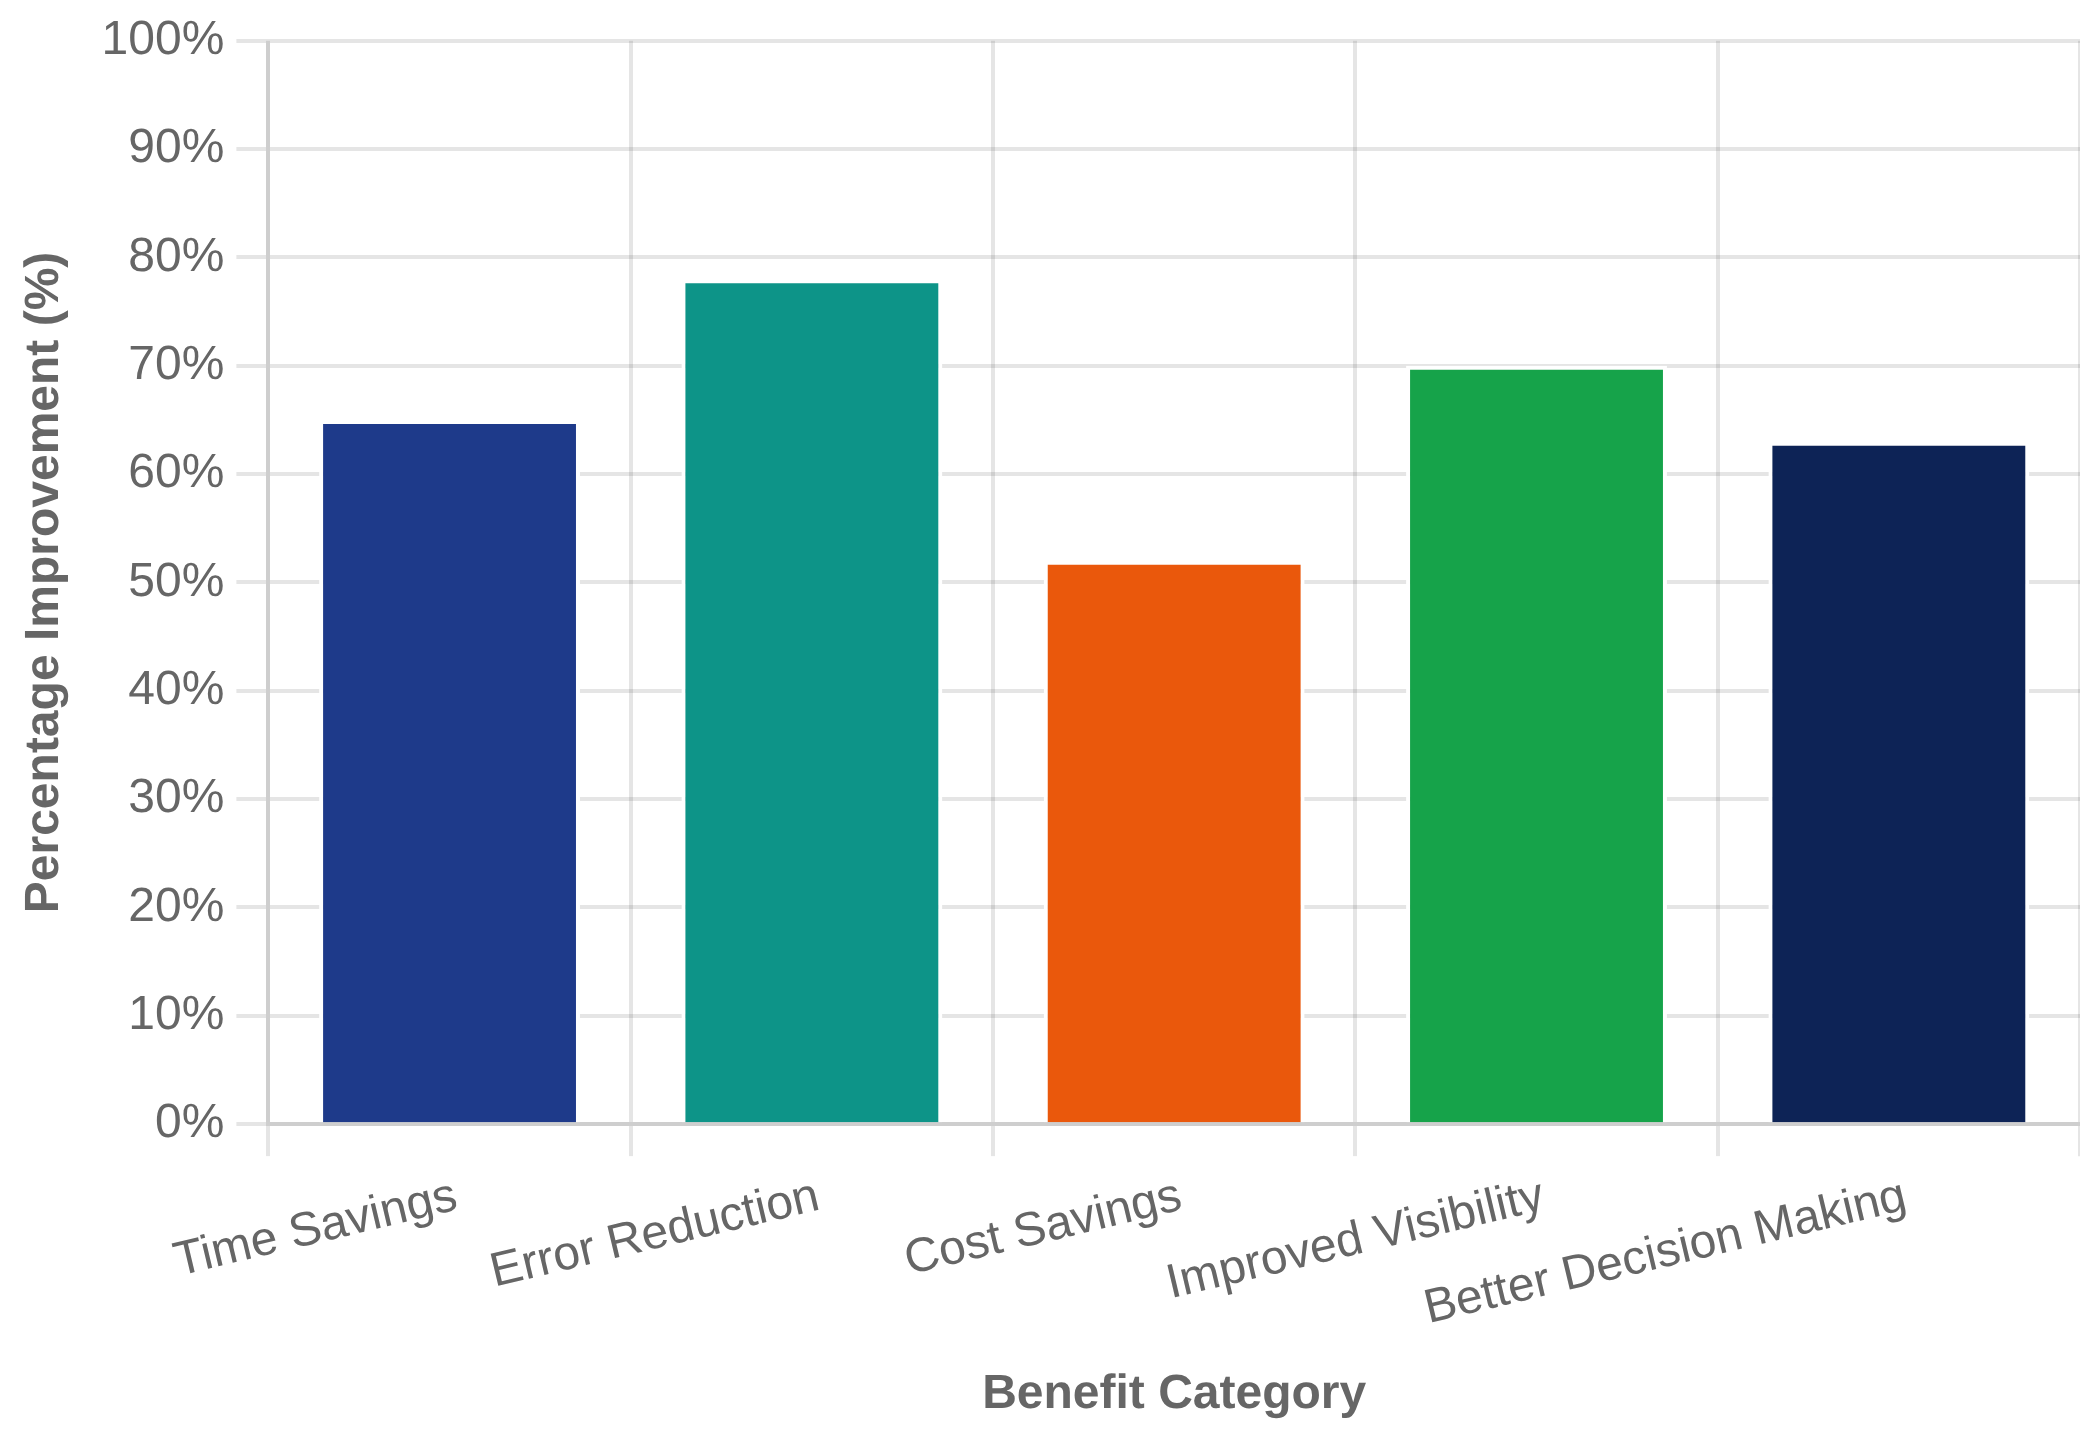 100%
90%
80%
70%
60%
50%
40%
30%
20%
10%
0%
Percentage Improvement (%)
Time Savings
Error Reduction
Cost Savings
Improved Visibility
Better Decision Making
Benefit Category